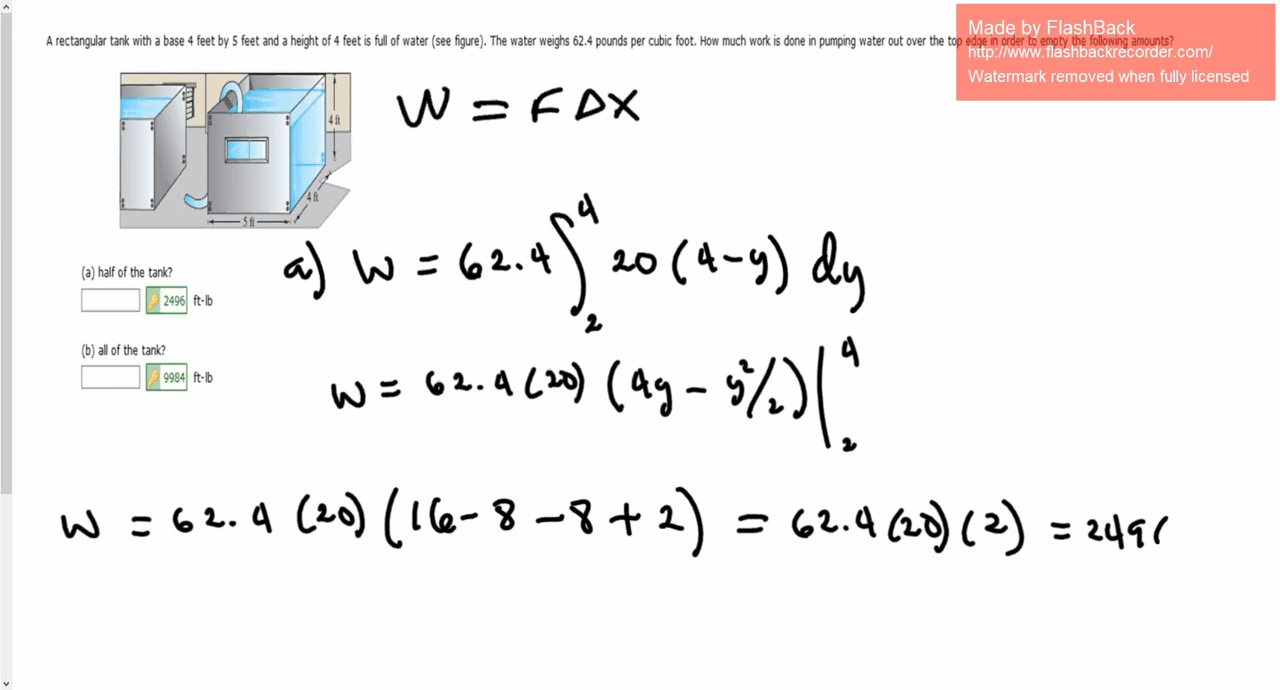 Made by FlashBack
http://www.flashbackrecorder.com/
Watermark removed when fully licensed
A rectangular tank with a base 4 feet by 5 feet and a height of 4 feet is full of water (see figure). The water weighs 62.4 pounds per cubic foot. How much work is done in pumping water out over the top edge in order to empty the following amounts?
4 ft
4 ft
5 ft
W = F Δ X
a) W = 62.4 ∫₂⁴ 20 (4-y) dy
(a) half of the tank?
2496 ft-lb
(b) all of the tank?
9984 ft-lb
W = 62.4 (20) (4y - y²/2) |₂⁴
W = 62.4 (20) (16 - 8 - 8 + 2) = 62.4 (20) (2) = 249